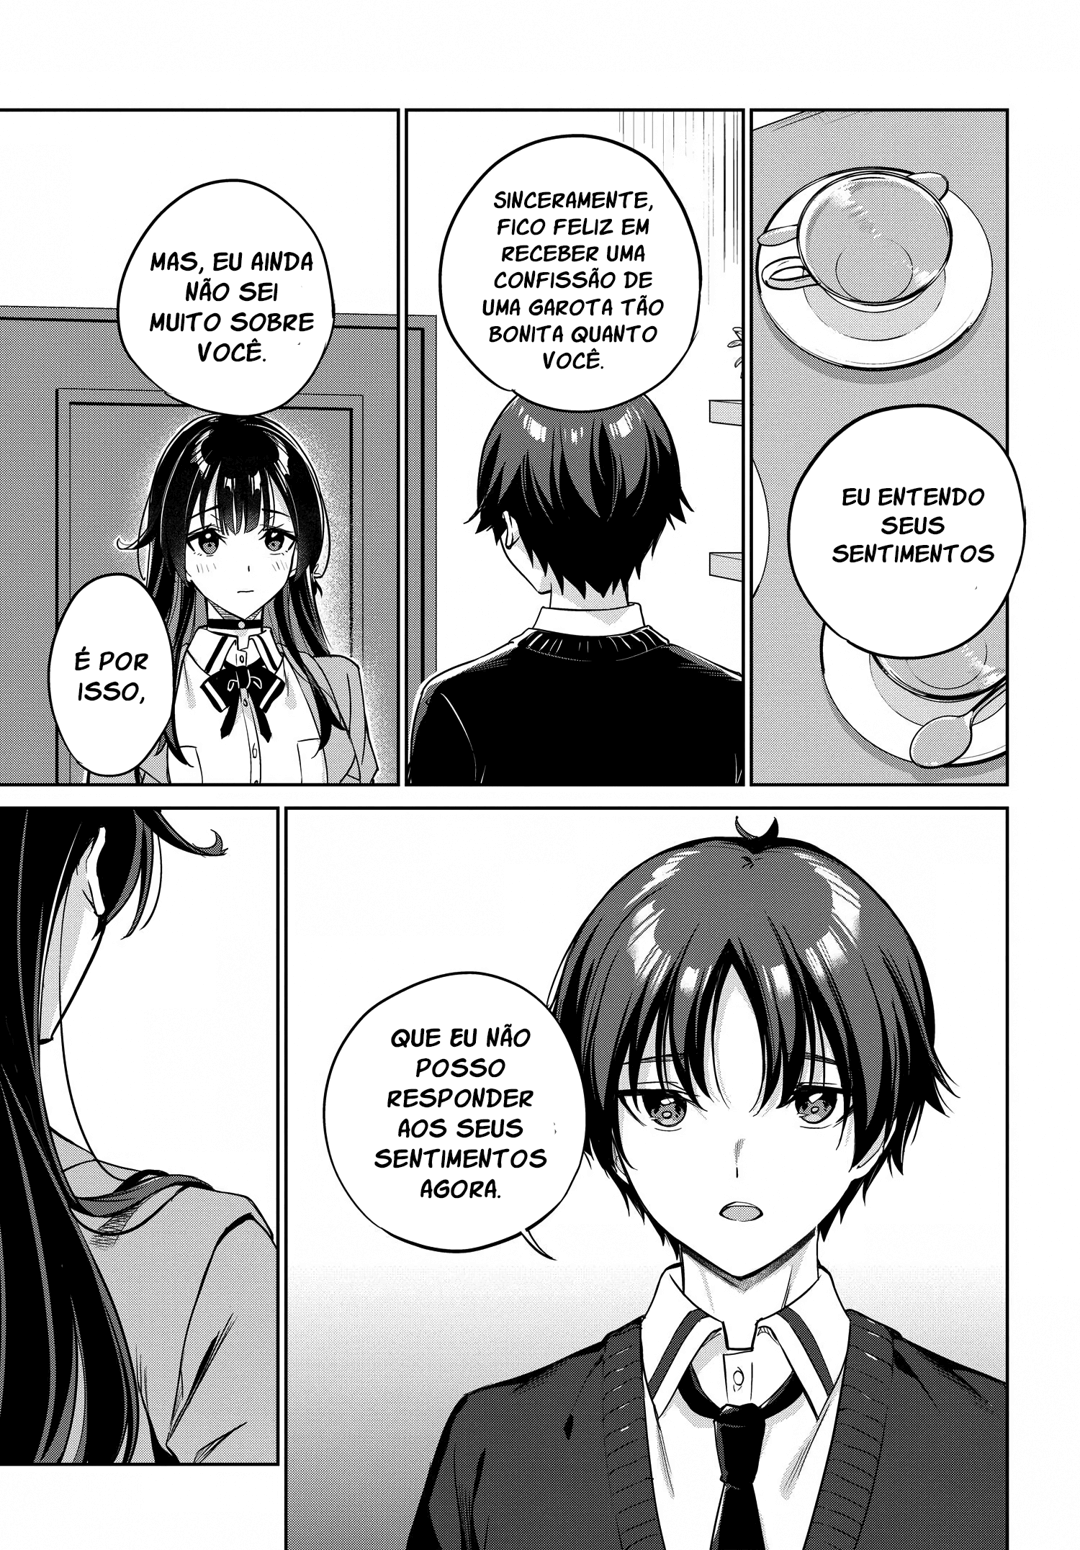 EU ENTENDO
SEUS
SENTIMENTOS
SINCERAMENTE,
FICO FELIZ EM
RECEBER UMA
CONFISSÃO DE
UMA GAROTA TÃO
BONITA QUANTO
VOCÊ.
MAS, EU AINDA
NÃO SEI
MUITO SOBRE
VOCÊ.
É POR
ISSO,
QUE EU NÃO
POSSO
RESPONDER
AOS SEUS
SENTIMENTOS
AGORA.